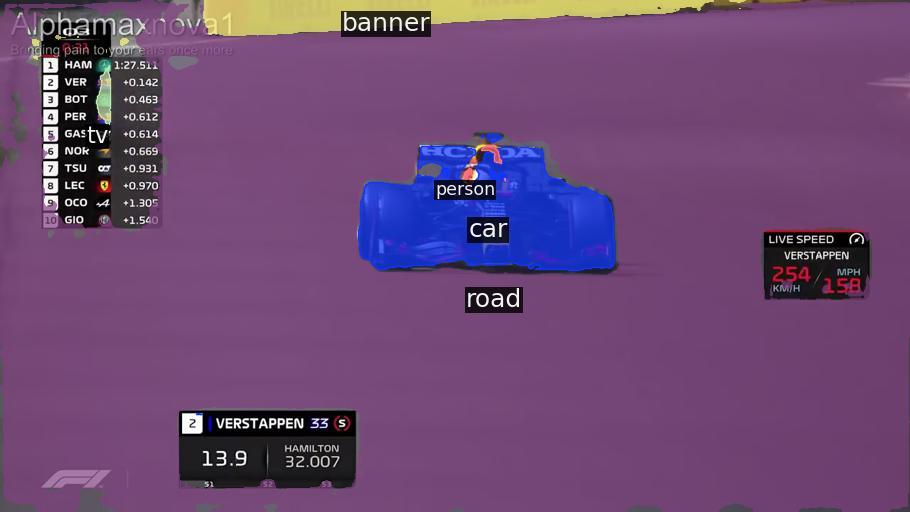 Alphamaxnova1
Bringing pain to your ears once more
banner
Q3
1 HAM 1:27.511
2 VER +0.142
3 BOT +0.463
4 PER +0.612
5 GAS +0.614
6 NOR +0.669
7 TSU +0.931
8 LEC +0.970
9 OCO +1.305
10 GIO +1.540
tv
HONDA
person
car
road
LIVE SPEED
VERSTAPPEN
254 KM/H
158 MPH
2 VERSTAPPEN 33 S
13.9
HAMILTON
32.007
S1 S2 S3
F1